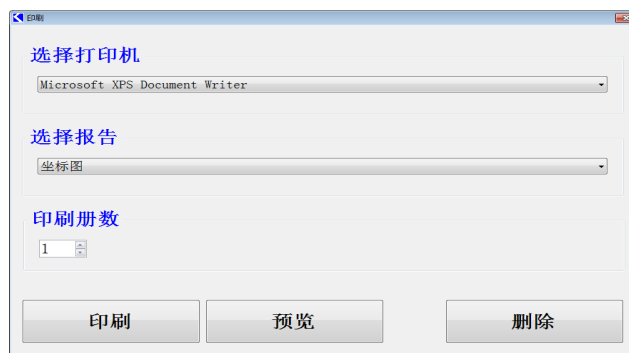 印刷
选择打印机
Microsoft XPS Document Writer
选择报告
坐标图
印刷册数
1
印刷 预览 删除